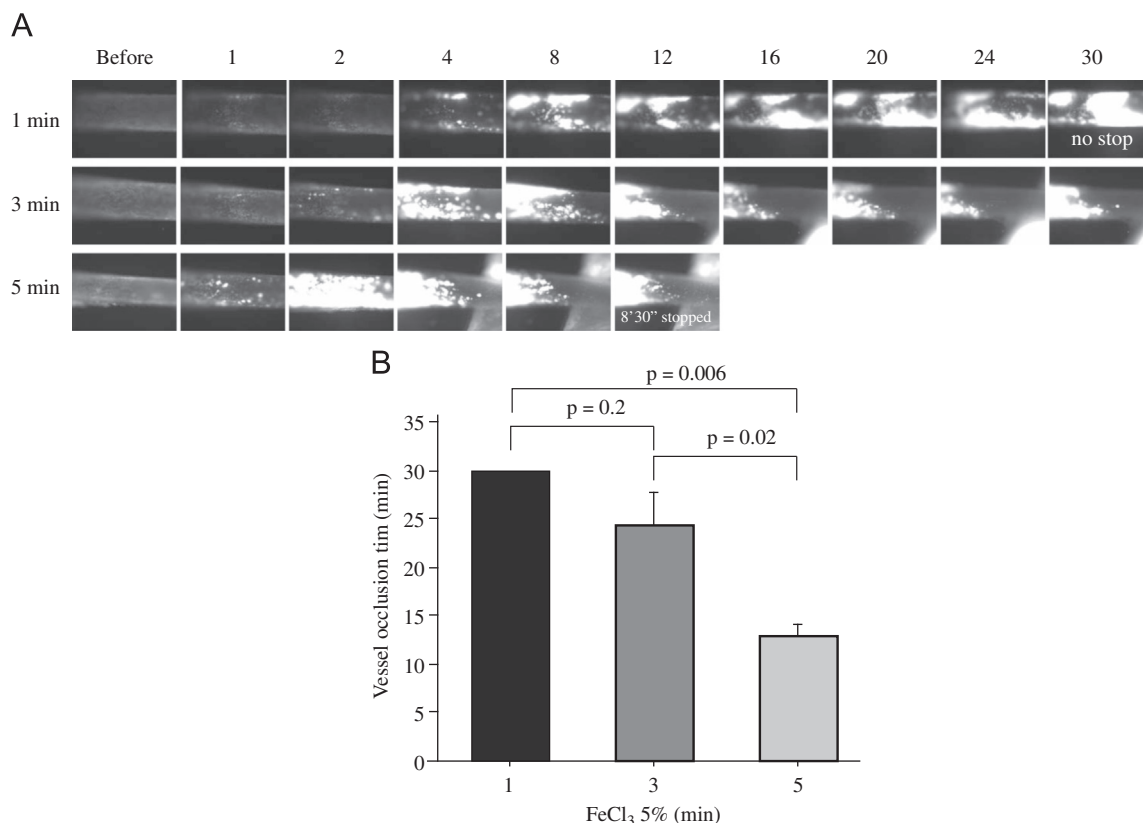 A
Before 1 2 4 8 12 16 20 24 30
1 min
no stop
3 min
5 min
8'30" stopped
B
p = 0.006
p = 0.2
p = 0.02
35
30
25
20
15
10
5
0
Vessel occlusion tim (min)
1 3 5
FeCl₃ 5% (min)